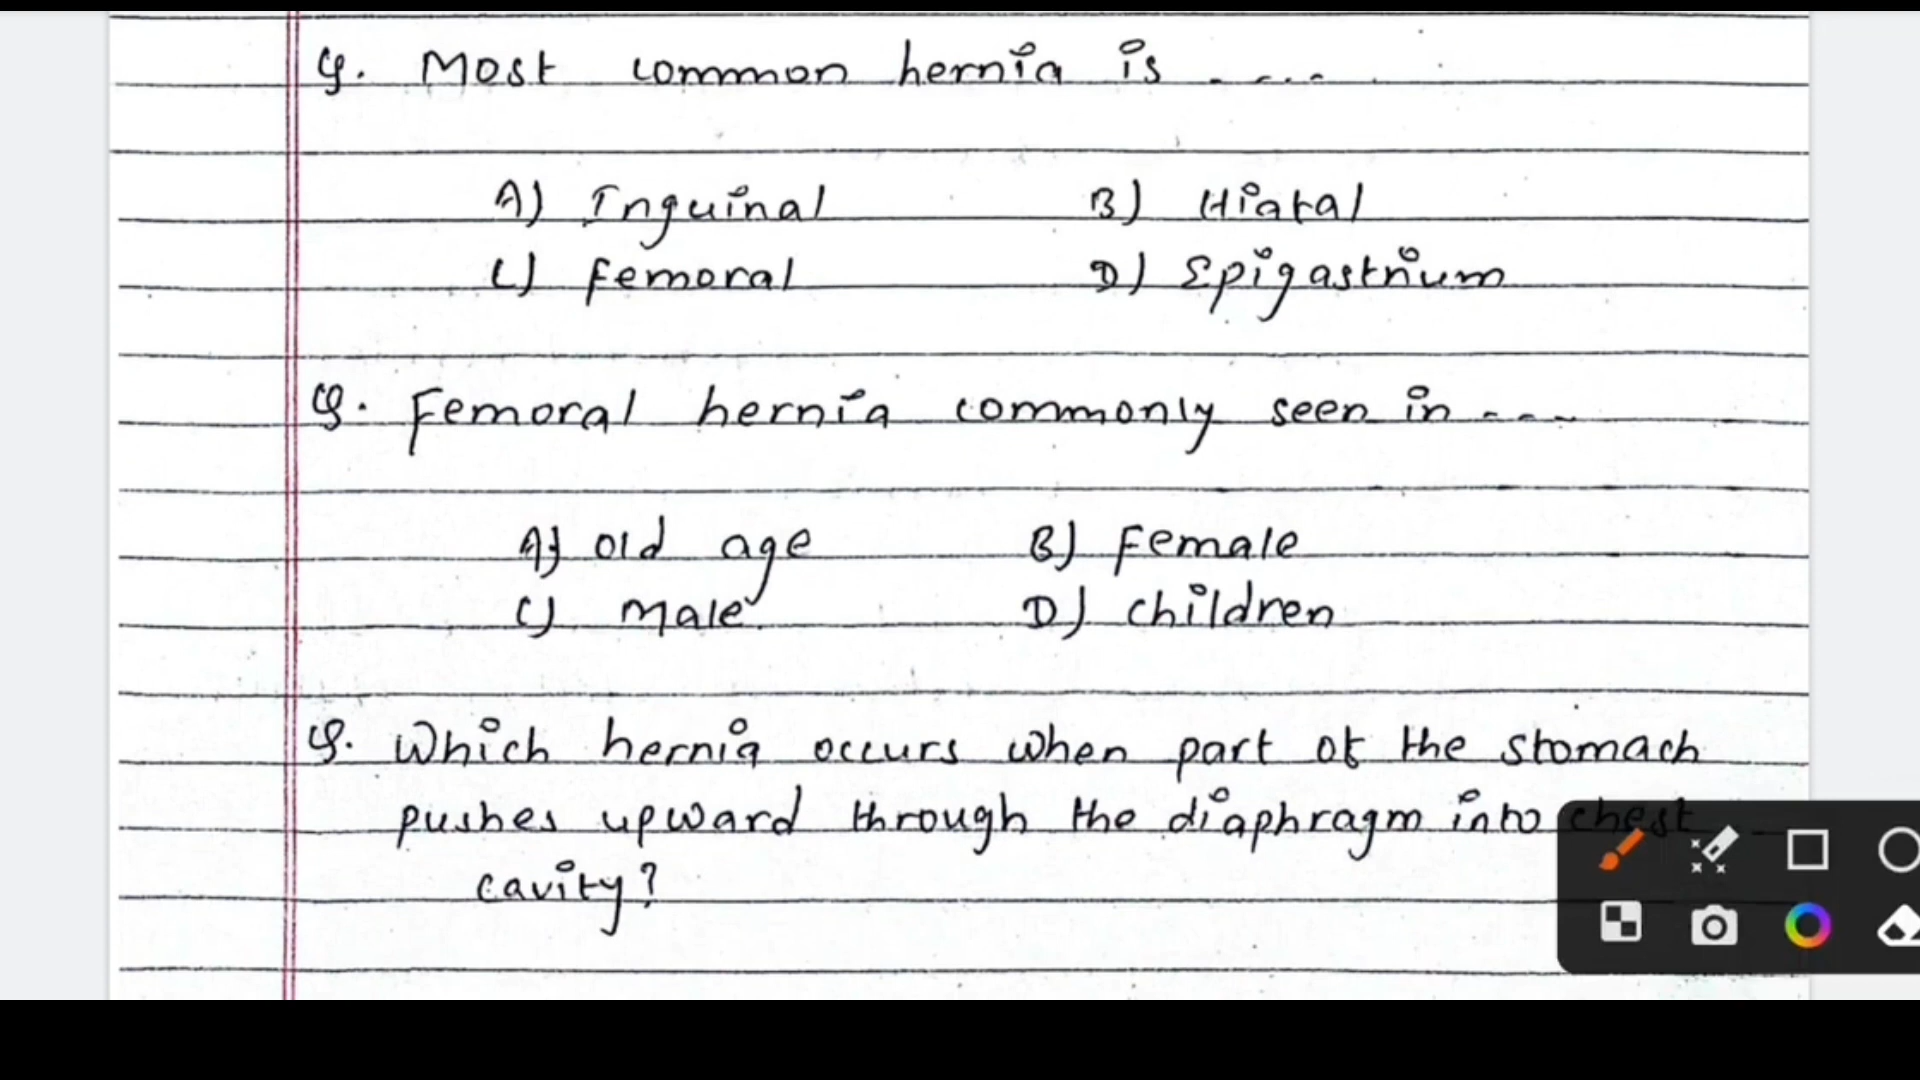 Q. Most common hernia is -----
A) Inguinal B) Hiatal
C) Femoral D) Epigastrium
Q. Femoral hernia commonly seen in ----
A) old age B) Female
C) Male D) Children
Q. Which hernia occurs when part of the stomach
pushes upward through the diaphragm into chest
cavity?